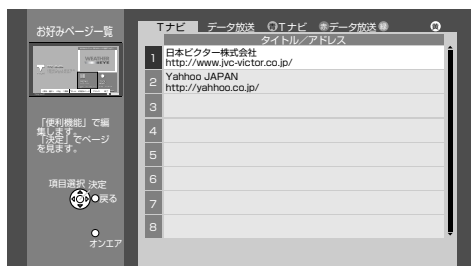 お好みページ一覧
Tナビ データ放送 Tナビ データ放送
タイトル／アドレス
1 日本ビクター株式会社
http://www.jvc-victor.co.jp/
2 Yahhoo JAPAN
http://yahhoo.co.jp/
3
4
5
6
7
8
WEATHER
「便利機能」で編
集します。
「決定」でページ
を見ます。
項目選択 決定
戻る
オンエア